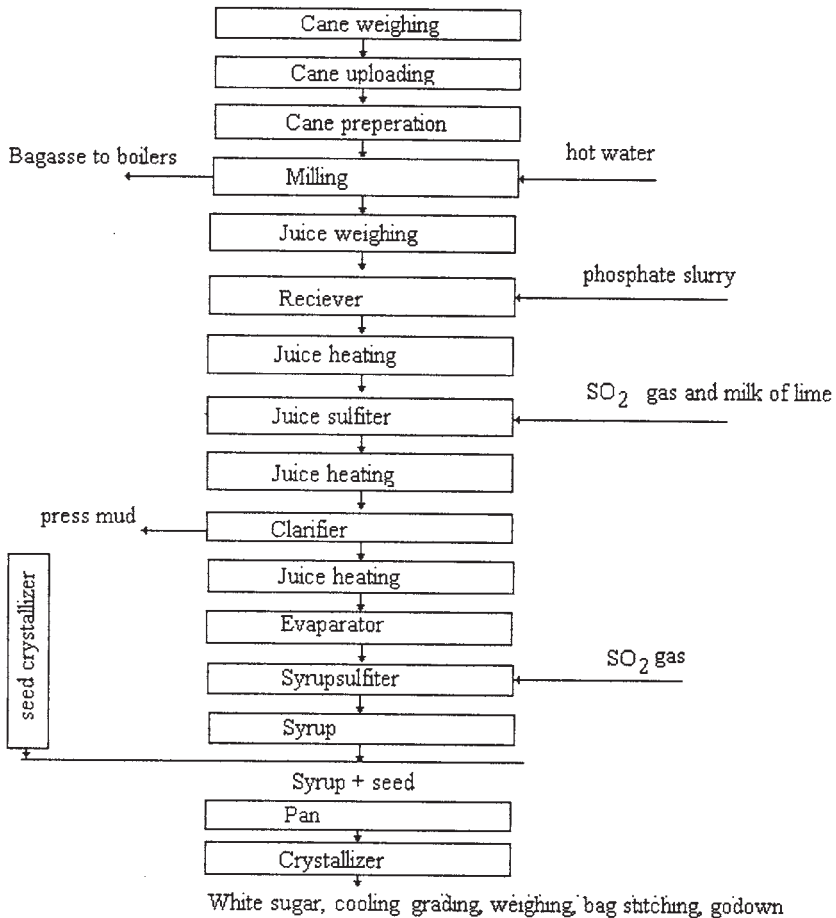 Cane weighing
Cane uploading
Cane preperation
Bagasse to boilers
hot water
Milling
Juice weighing
phosphate slurry
Reciever
Juice heating
SO2 gas and milk of lime
Juice sulfiter
Juice heating
press mud
Clarifier
seed crystallizer
Juice heating
Evaparator
SO2 gas
Syrupsulfiter
Syrup
Syrup + seed
Pan
Crystallizer
White sugar, cooling grading, weighing, bag stitching, godown